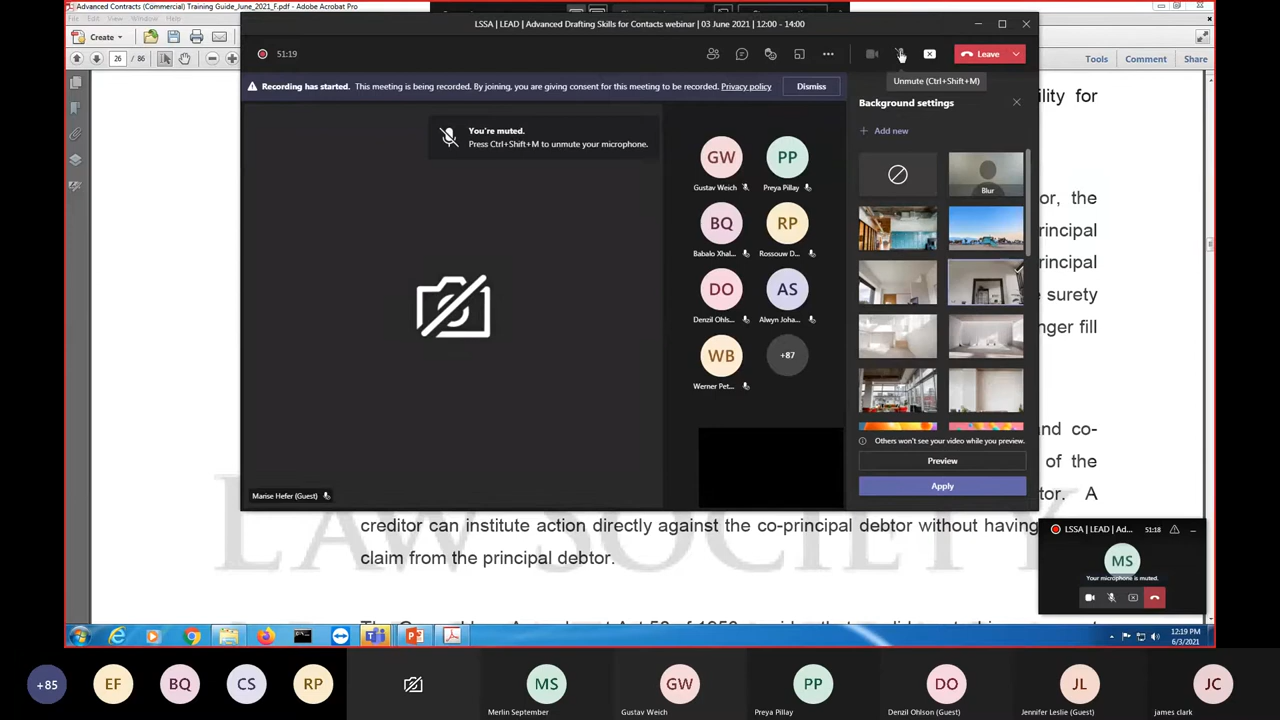 Advanced Contracts (Commercial) Training Guide_June_2021_F.pdf - Adobe Acrobat Pro
File Edit View Window Help
Create
26 / 86
Tools
Comment
Share
LSSA | LEAD | Advanced Drafting Skills for Contacts webinar | 03 June 2021 | 12:00 - 14:00
51:19
Leave
Unmute (Ctrl+Shift+M)
Recording has started. This meeting is being recorded. By joining, you are giving consent for this meeting to be recorded. Privacy policy
Dismiss
You're muted.
Press Ctrl+Shift+M to unmute your microphone.
GW
Gustav Weich
PP
Preya Pillay
BQ
Babalo Xhal...
RP
Rossouw D...
DO
Denzil Ohls...
AS
Alwyn Joha...
WB
Werner Pet...
+87
Marise Hefer (Guest)
Background settings
Add new
Blur
Others won't see your video while you preview.
Preview
Apply
ility for
or, the
rincipal
rincipal
surety
nger fill
and co-
of the
tor. A
creditor can institute action directly against the co-principal debtor without having
claim from the principal debtor.
LAW SOCIETY
LSSA | LEAD | Ad...
51:18
MS
Your microphone is muted.
12:19 PM
6/3/2021
+85
EF
BQ
CS
RP
MS
Merlin September
GW
Gustav Weich
PP
Preya Pillay
DO
Denzil Ohlson (Guest)
JL
Jennifer Leslie (Guest)
JC
james clark